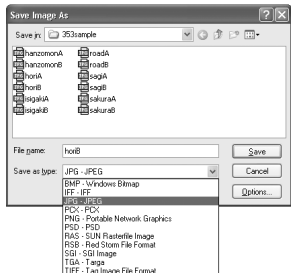 Save Image As
Save in: 353sample
hanzomonA roadA
hanzomonB roadB
horiA sagiA
horiB sagiB
isigakiA sakuraA
isigakiB sakuraB
File name: horiB Save
Save as type: JPG - JPEG Cancel
BMP - Windows Bitmap
IFF - IFF
Options...
JPG - JPEG
PCX - PCX
PNG - Portable Network Graphics
PSD - PSD
RAS - SUN Rasterfile Image
RSB - Red Storm File Format
SGI - SGI Image
TGA - Targa
TIFF - Tag Image File Format